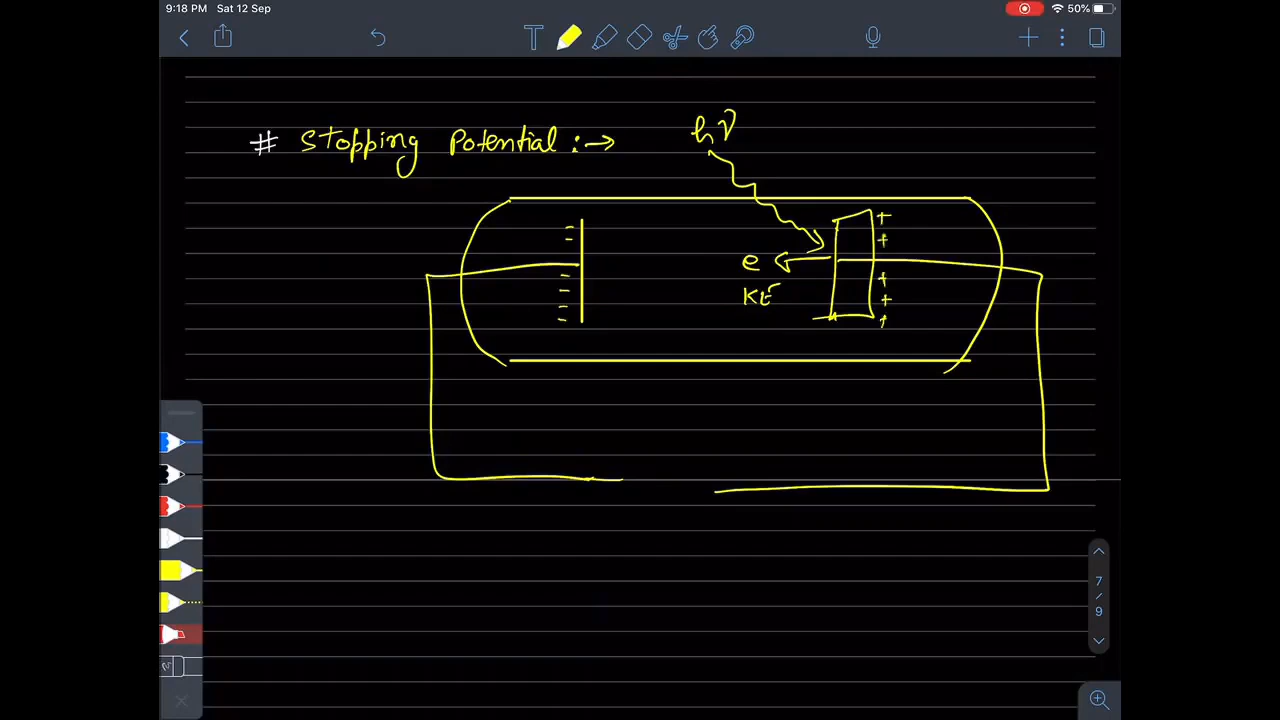 9:18 PM Sat 12 Sep 50%
T
# Stopping Potential :→
hν
e
KE
+
+
+
+
+
7
/
9